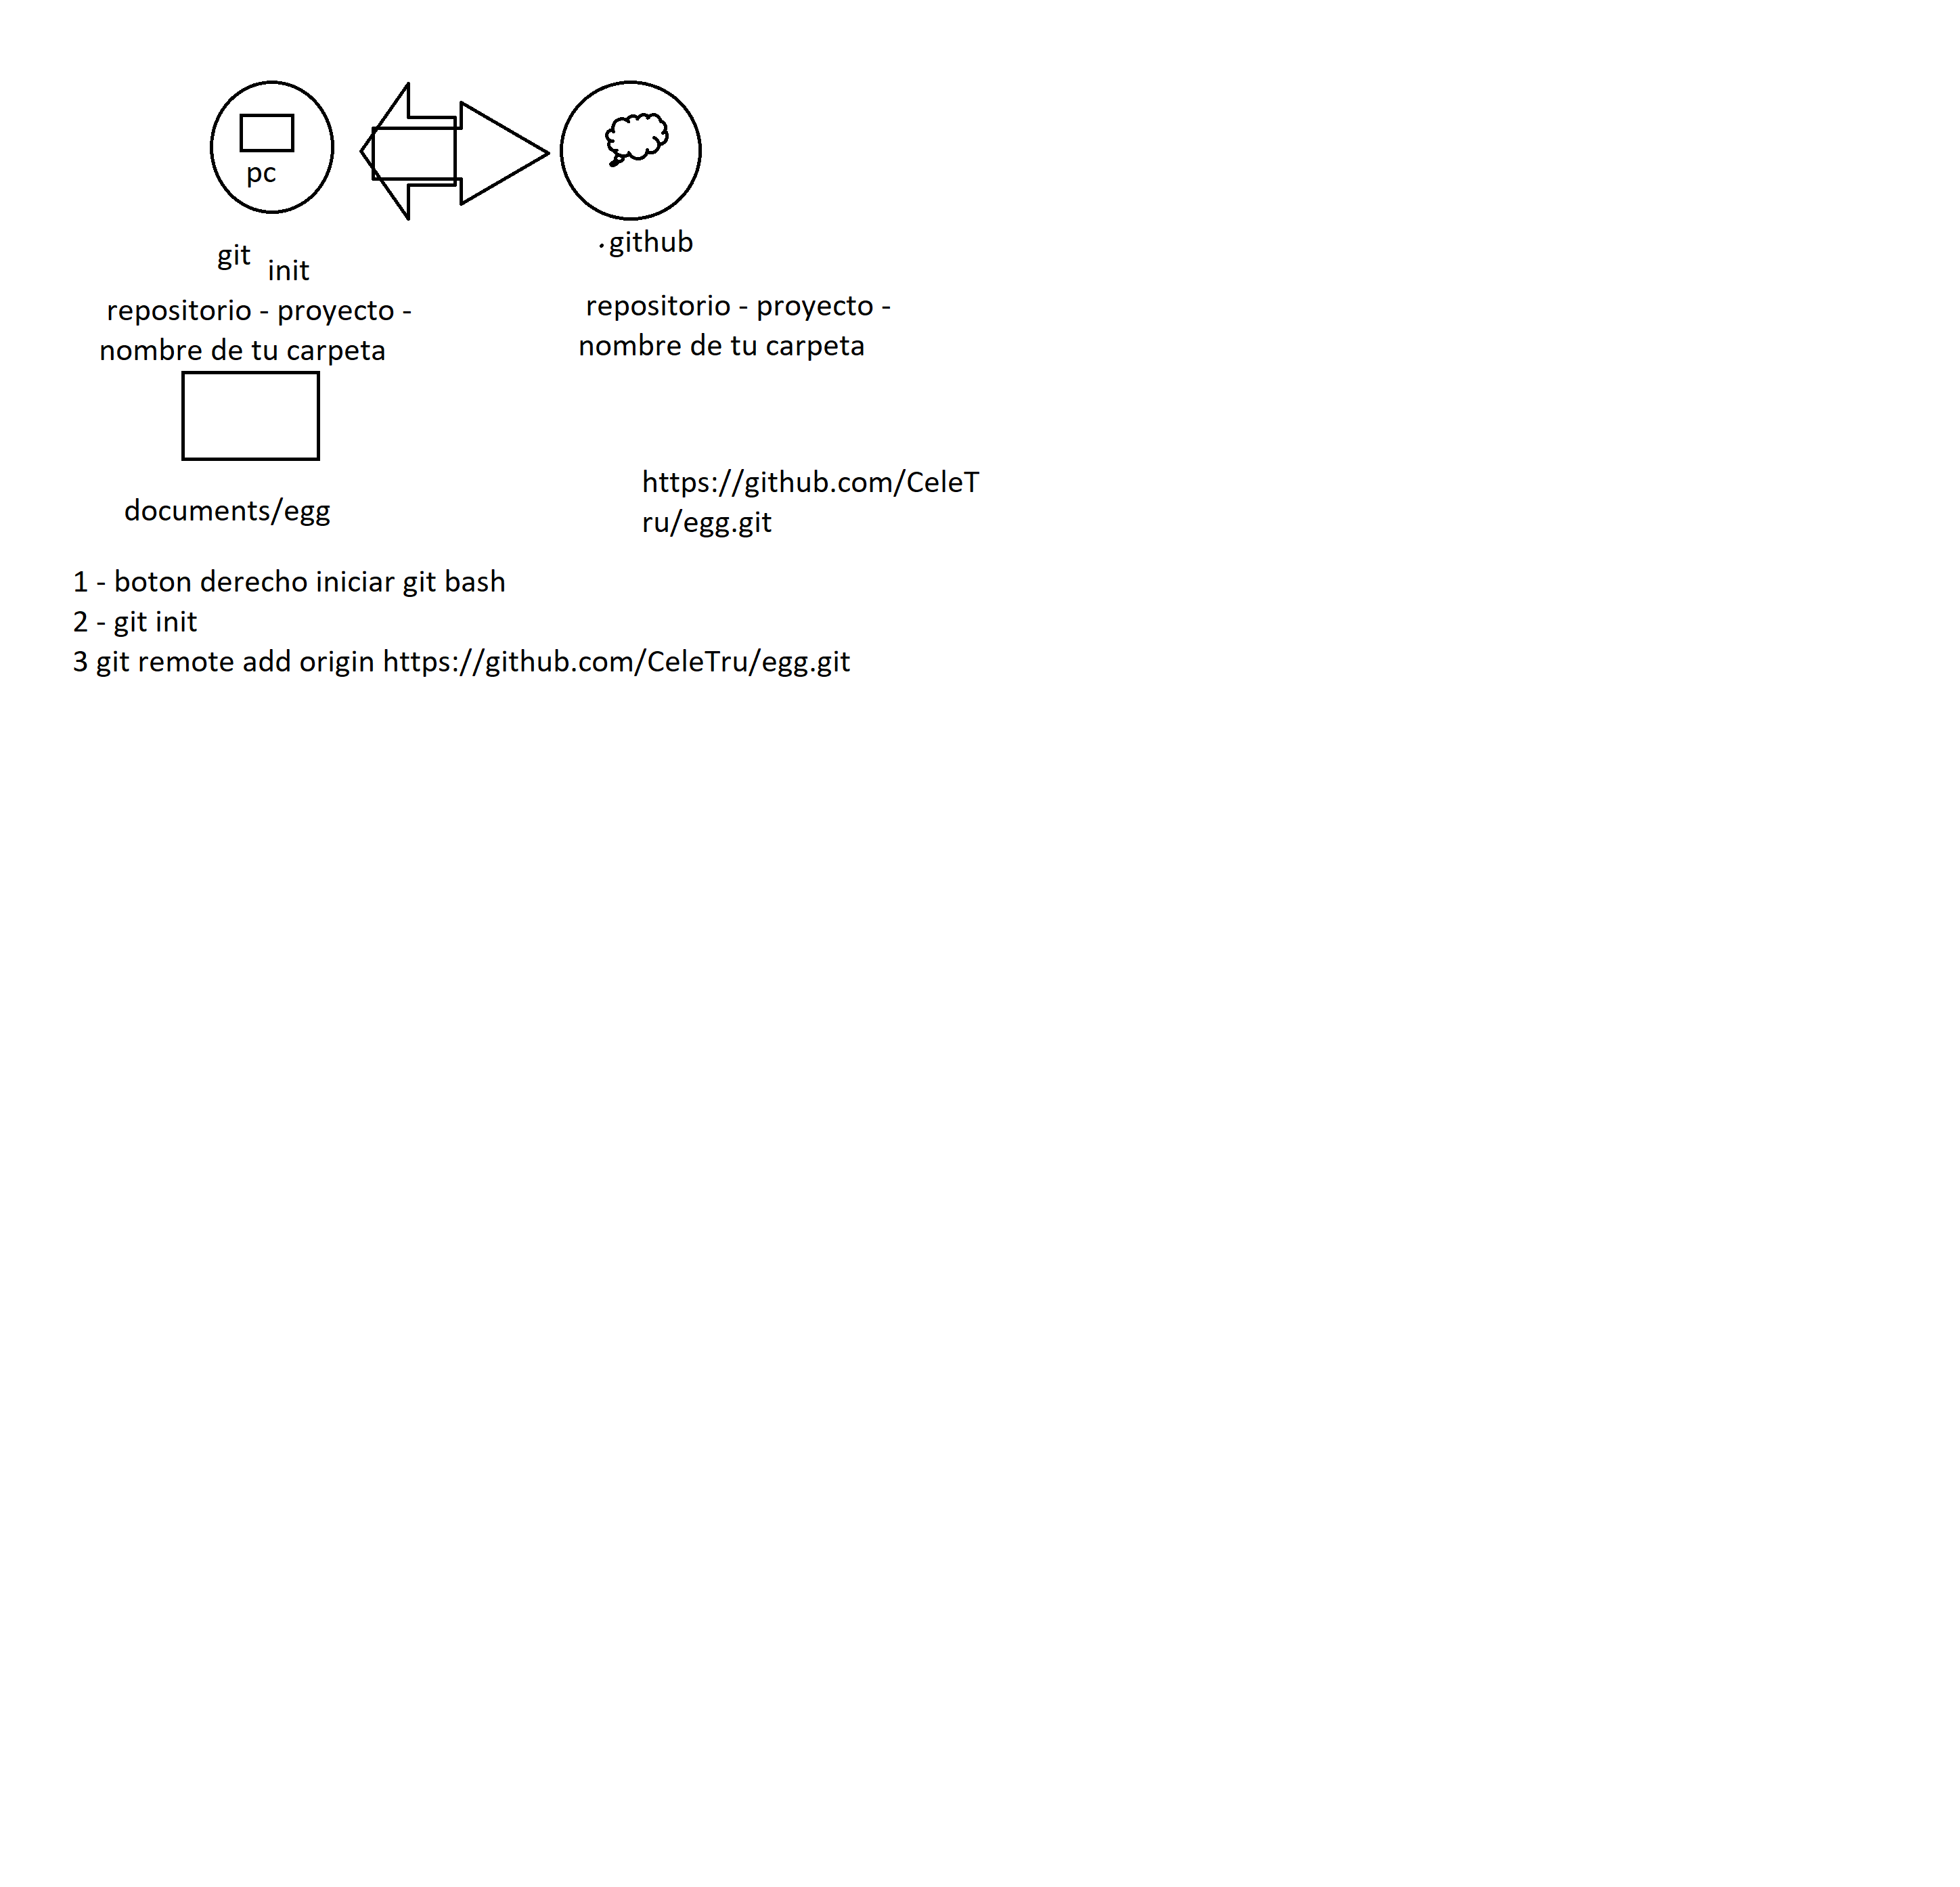 pc
git init
repositorio - proyecto -
nombre de tu carpeta
documents/egg
github
repositorio - proyecto -
nombre de tu carpeta
https://github.com/CeleT
ru/egg.git
1 - boton derecho iniciar git bash
2 - git init
3 git remote add origin https://github.com/CeleTru/egg.git